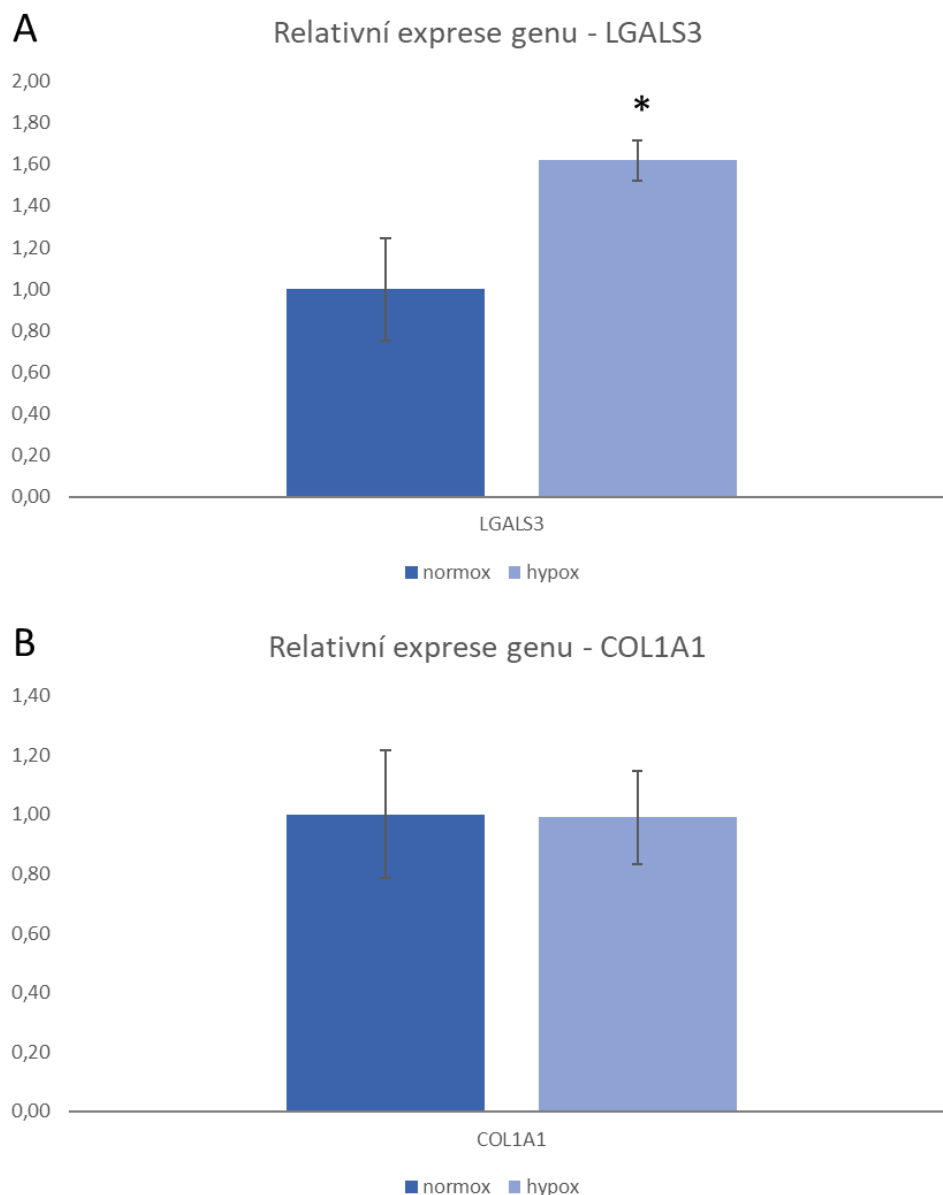 A
Relativní exprese genu - LGALS3
2,00
*
1,80
1,60
1,40
1,20
1,00
0,80
0,60
0,40
0,20
0,00
LGALS3
normox hypox
B
Relativní exprese genu - COL1A1
1,40
1,20
1,00
0,80
0,60
0,40
0,20
0,00
COL1A1
normox hypox